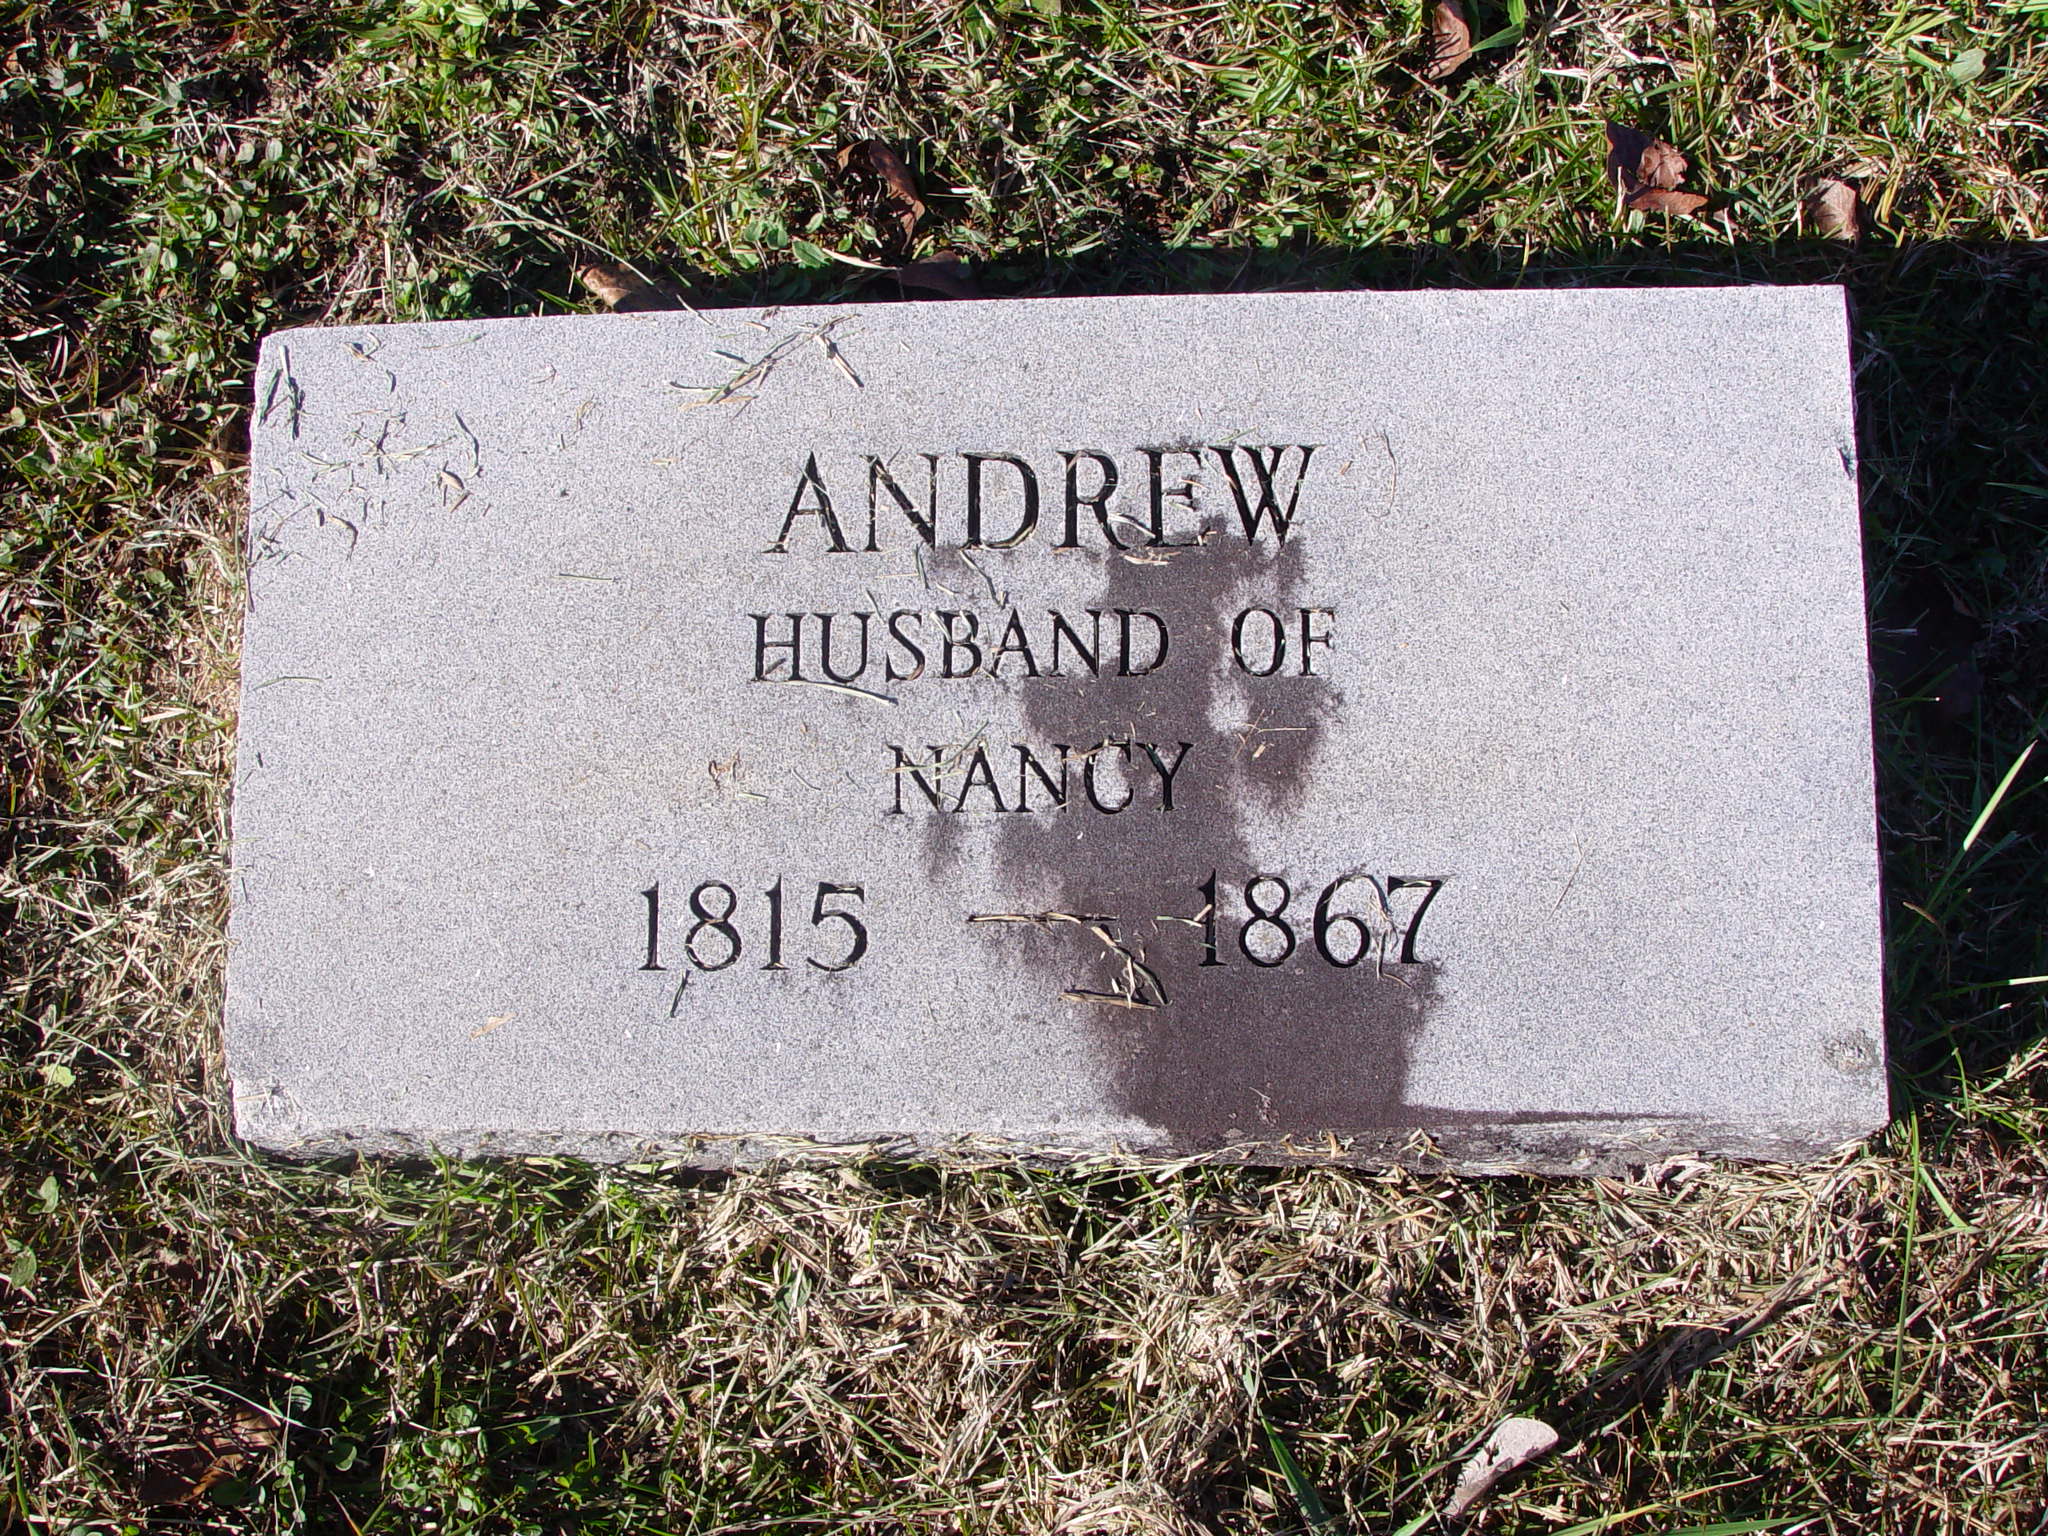 ANDREW
HUSBAND OF
NANCY
1815 — 1867